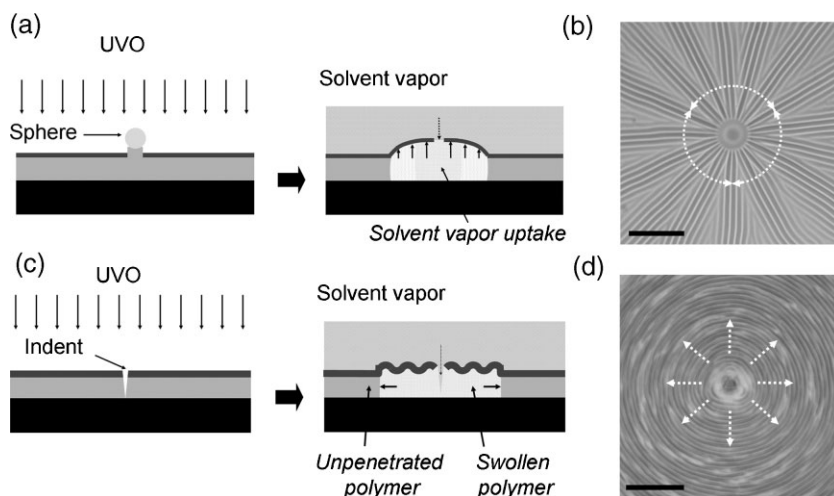 (a)
UVO
Sphere
Solvent vapor
Solvent vapor uptake
(b)
(c)
UVO
Indent
Solvent vapor
Unpenetrated
polymer
Swollen
polymer
(d)